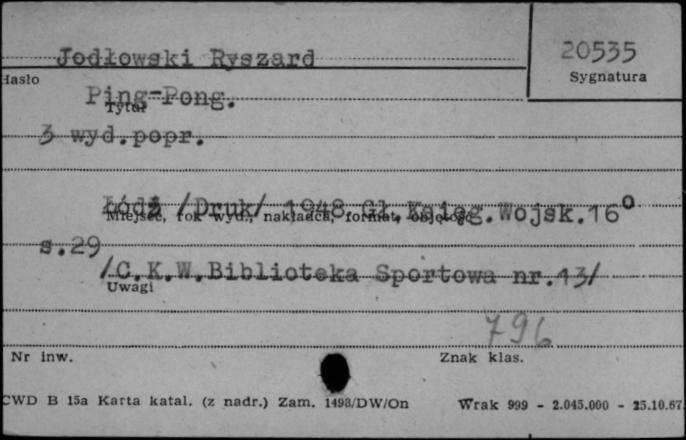 Jodłowski Ryszard
20535
Hasło
Sygnatura
Ping-Pong.
Tytuł
3 wyd.popr.
Łódź /Druk/ 1948 Gł.Księg.Wojsk.16°
Miejsce, rok wyd., nakładca, format, objętość
s.29
/C.K.W.Biblioteka Sportowa nr.13/
Uwagi
796
Nr inw.
Znak klas.
CWD B 15a Karta katal. (z nadr.) Zam. 1498/DW/On Wrak 999 - 2.045.000 - 25.10.67